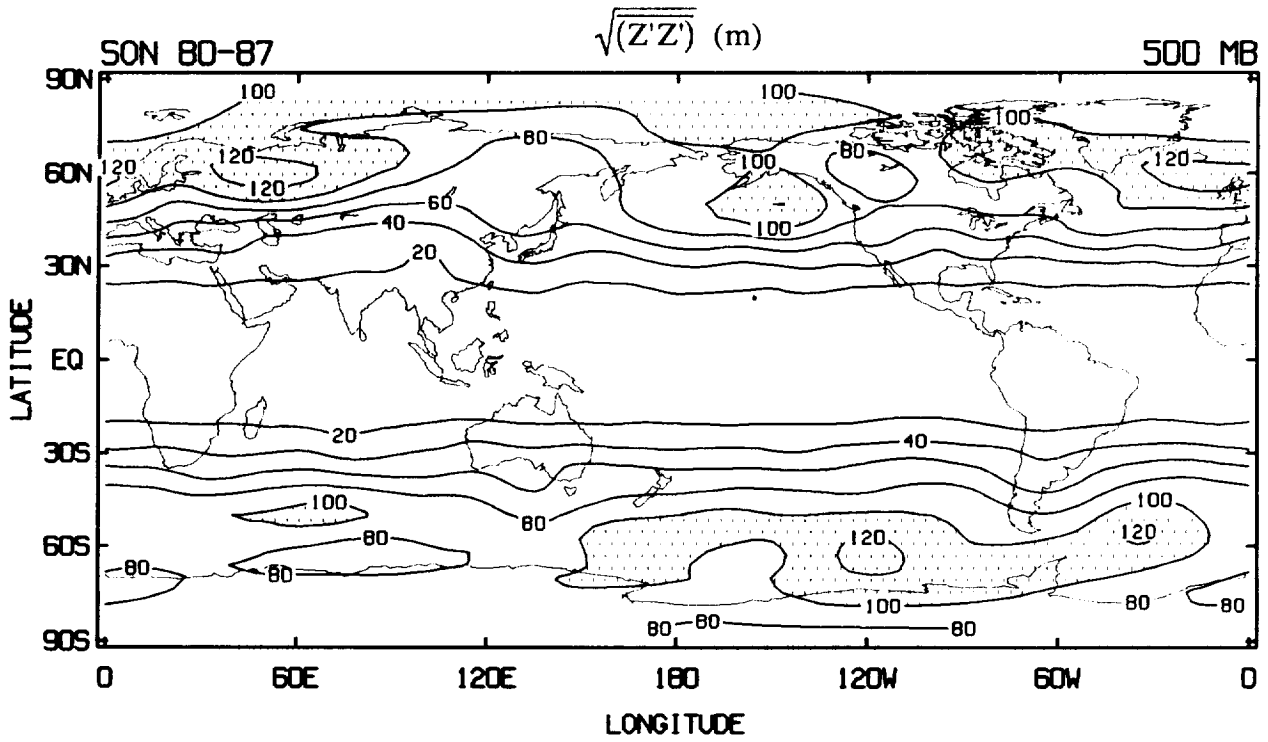 √(Z'Z') (m)
SON 80-87 500 MB
90N
100 100
100
80
120 120 100 80 120
60N
120 100
60
40
20
30N
LATITUDE
EQ
20 40
30S
100 100
80
60S
80 120 120
80 80
100 80 80
80 80 80
90S
0 60E 120E 180 120W 60W 0
LONGITUDE